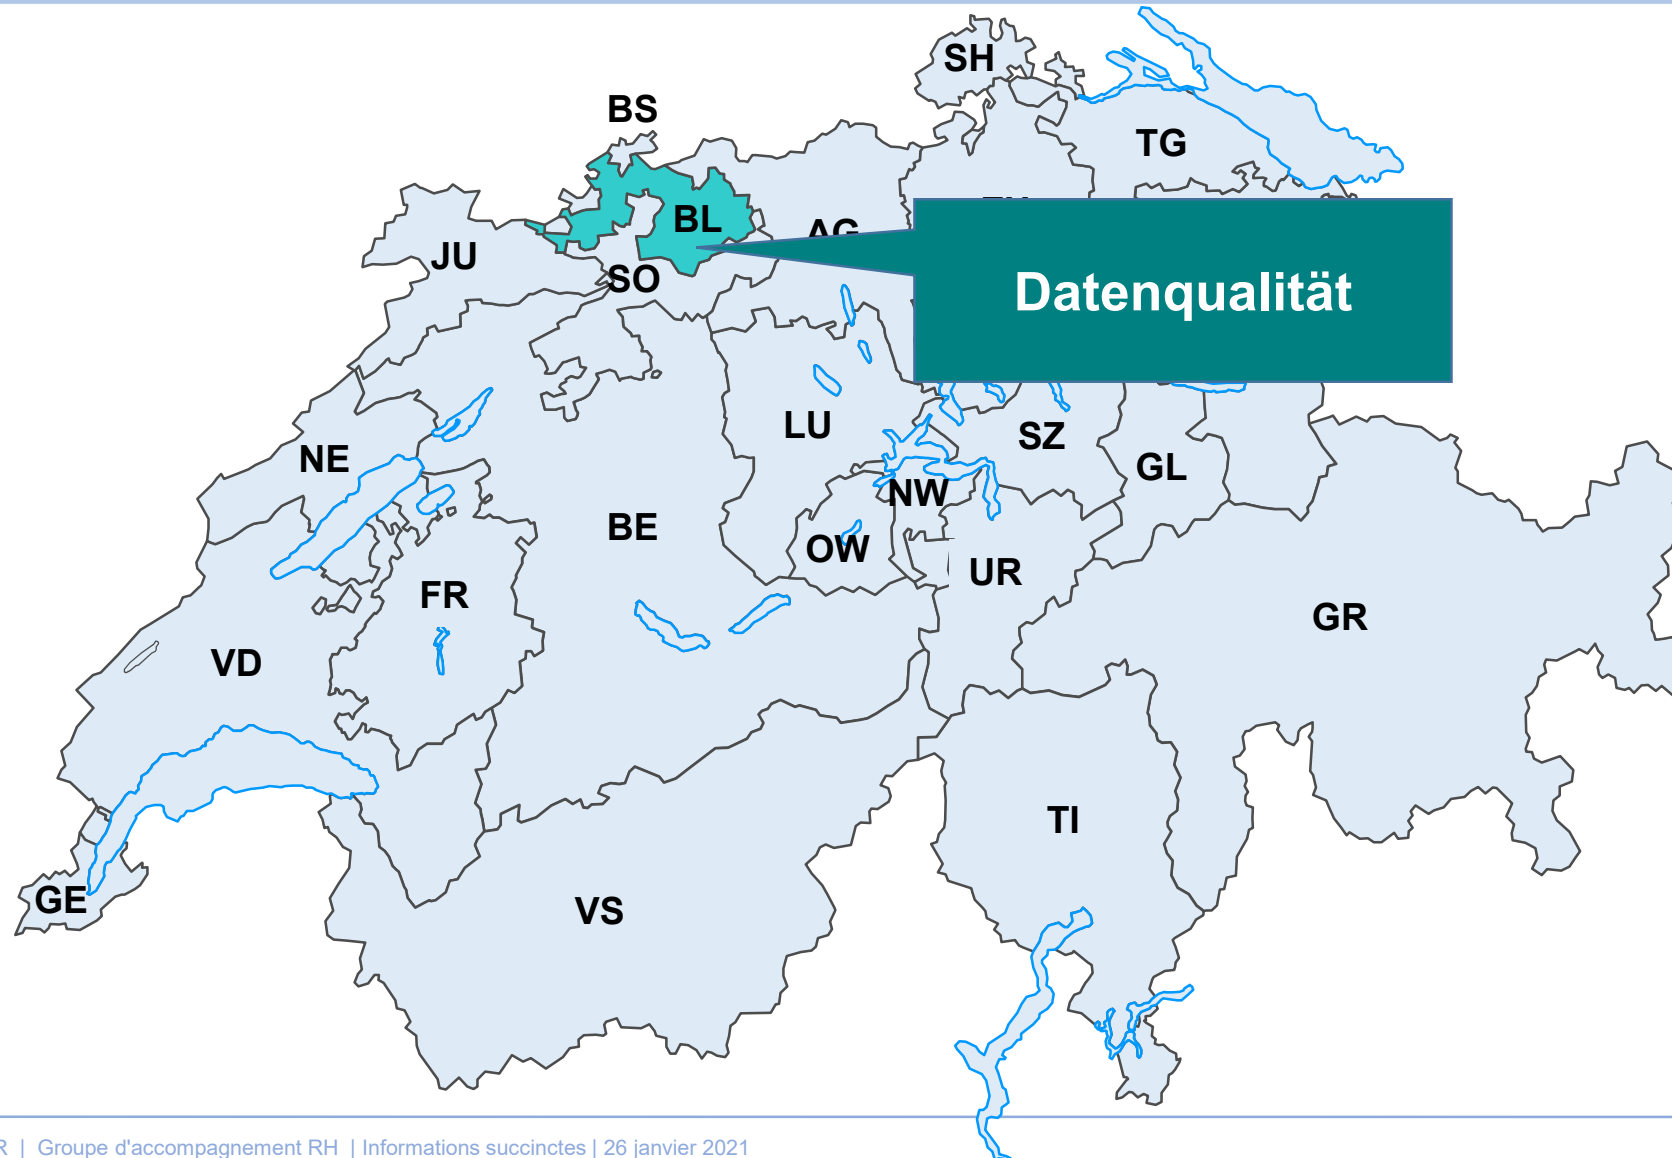 SH
BS
TG
BL
AG
JU
SO
Datenqualität
LU
SZ
NE
GL
NW
BE
OW
UR
FR
GR
VD
TI
GE
VS
| Groupe d'accompagnement RH | Informations succinctes | 26 janvier 2021